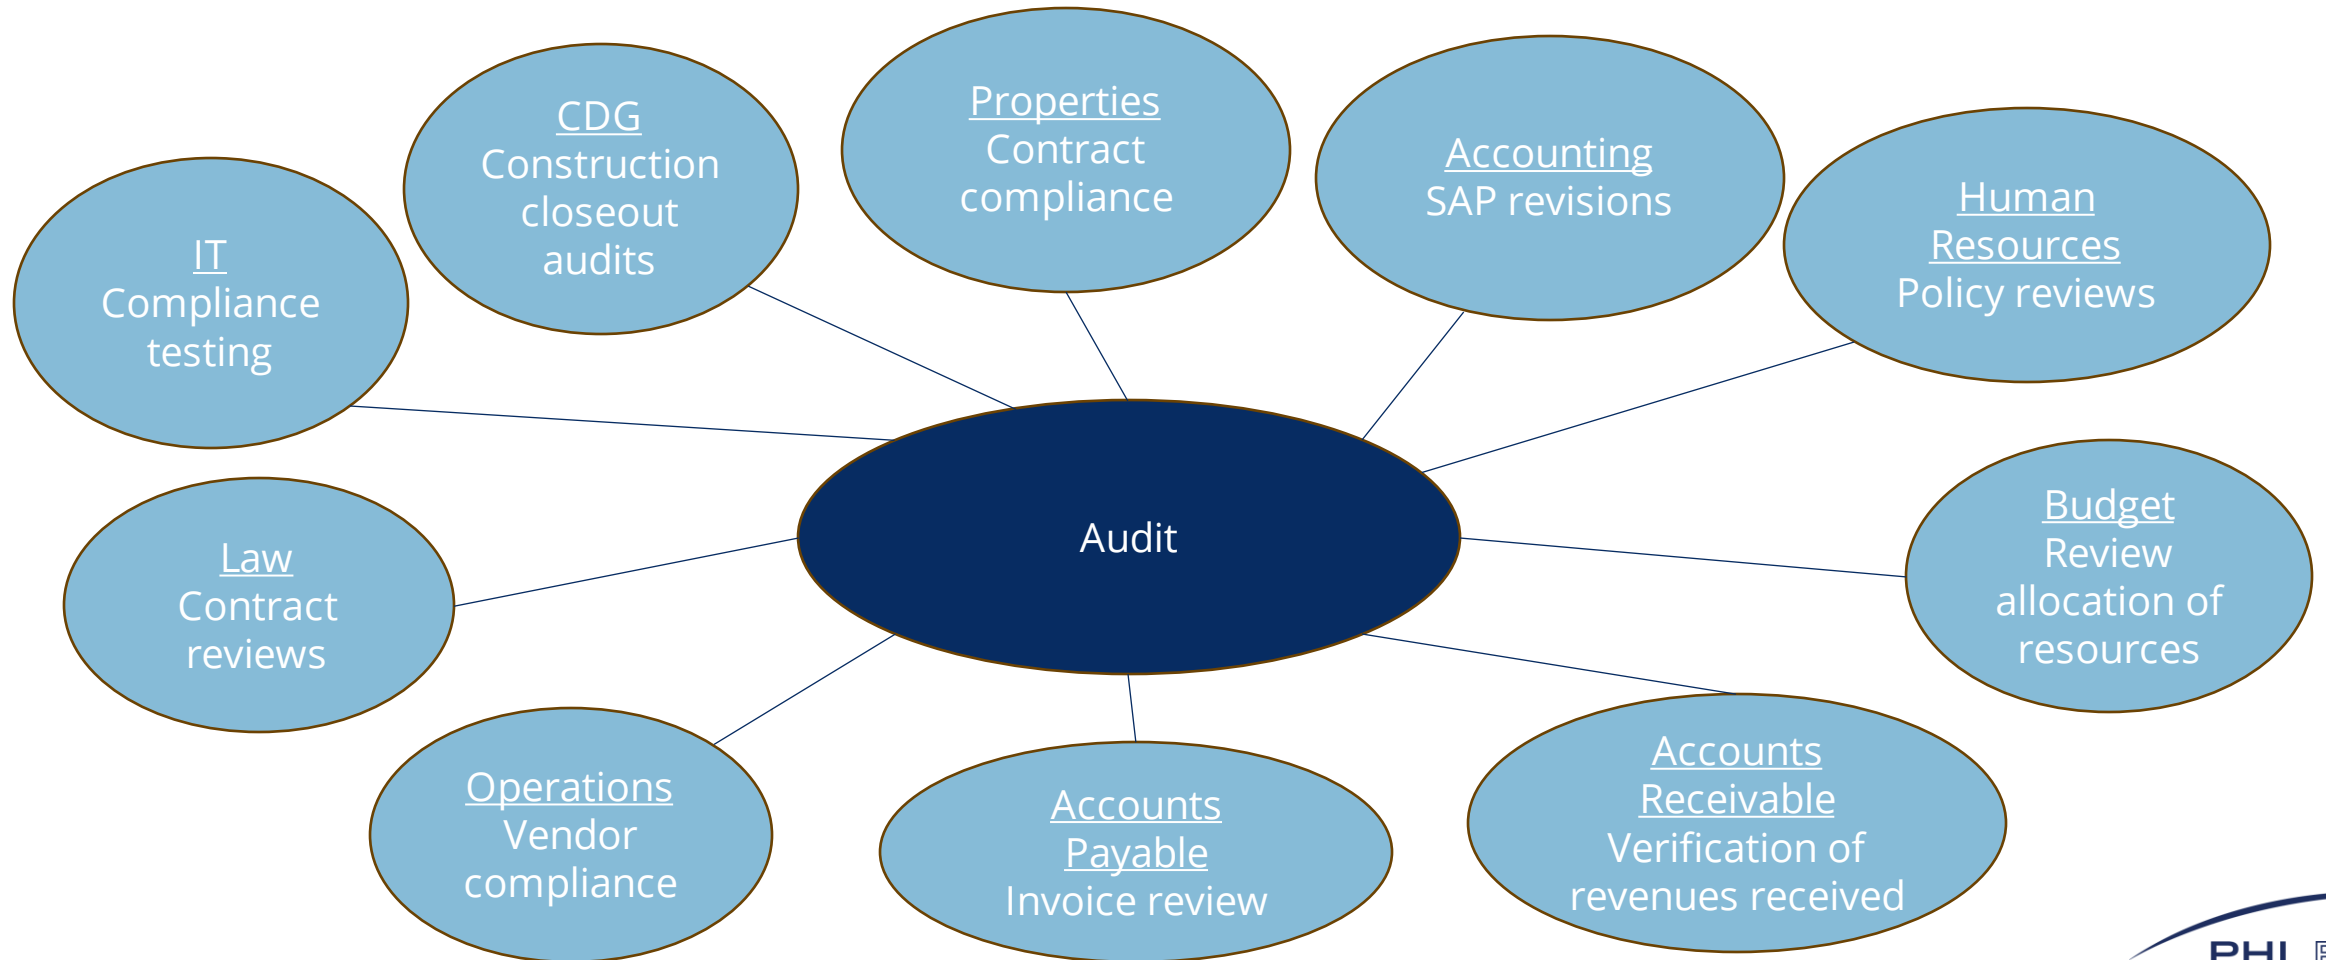 IT
Compliance
testing
CDG
Construction
closeout
audits
Properties
Contract
compliance
Accounting
SAP revisions
Human
Resources
Policy reviews
Audit
Law
Contract
reviews
Budget
Review
allocation of
resources
Operations
Vendor
compliance
Accounts
Payable
Invoice review
Accounts
Receivable
Verification of
revenues received
PHL